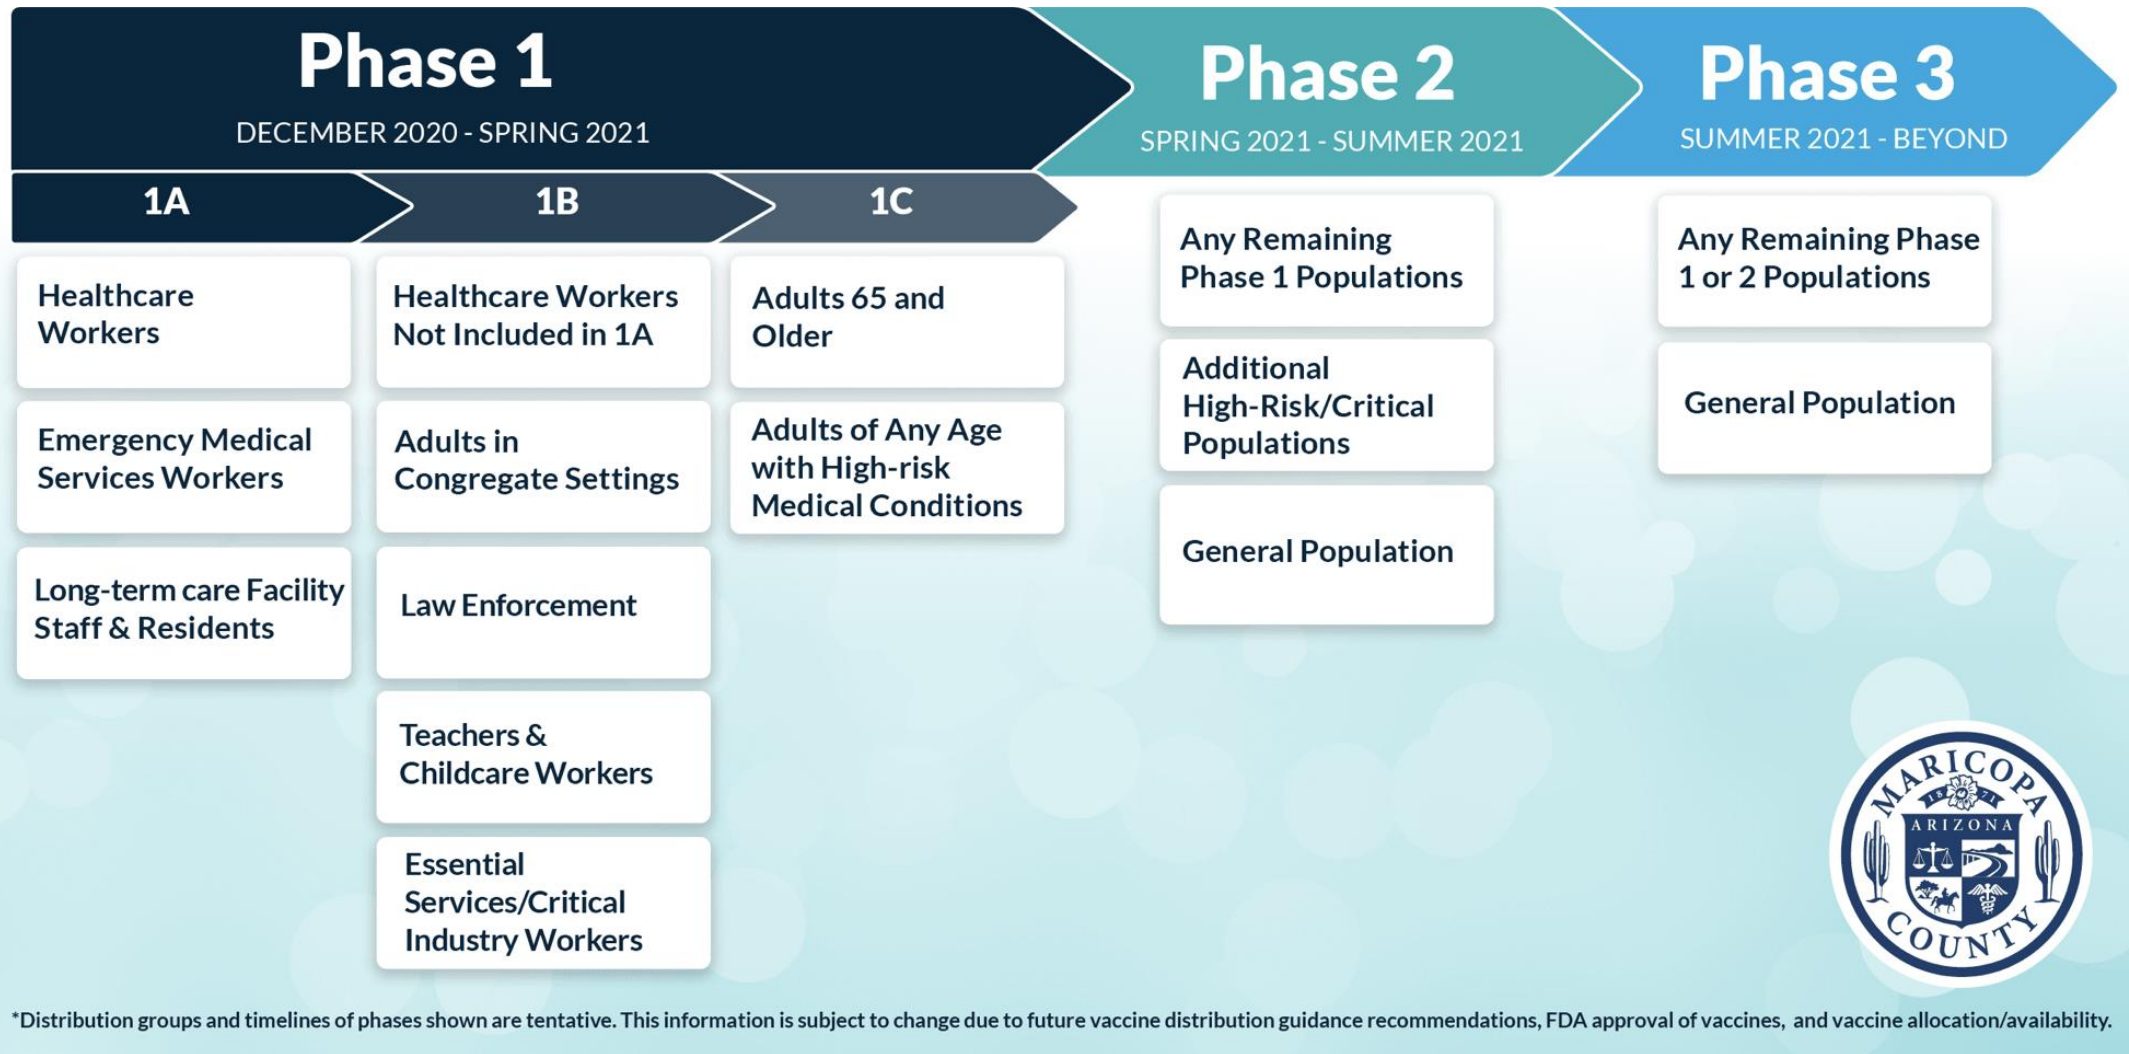 Phase 1
DECEMBER 2020 - SPRING 2021
Phase 2
SPRING 2021 - SUMMER 2021
Phase 3
SUMMER 2021 - BEYOND
1A
1B
1C
Healthcare
Workers
Emergency Medical
Services Workers
Long-term care Facility
Staff & Residents
Healthcare Workers
Not Included in 1A
Adults in
Congregate Settings
Law Enforcement
Teachers &
Childcare Workers
Essential
Services/Critical
Industry Workers
Adults 65 and
Older
Adults of Any Age
with High-risk
Medical Conditions
Any Remaining
Phase 1 Populations
Additional
High-Risk/Critical
Populations
General Population
Any Remaining Phase
1 or 2 Populations
General Population
MARICOPA
1871
ARIZONA
COUNTY
*Distribution groups and timelines of phases shown are tentative. This information is subject to change due to future vaccine distribution guidance recommendations, FDA approval of vaccines, and vaccine allocation/availability.